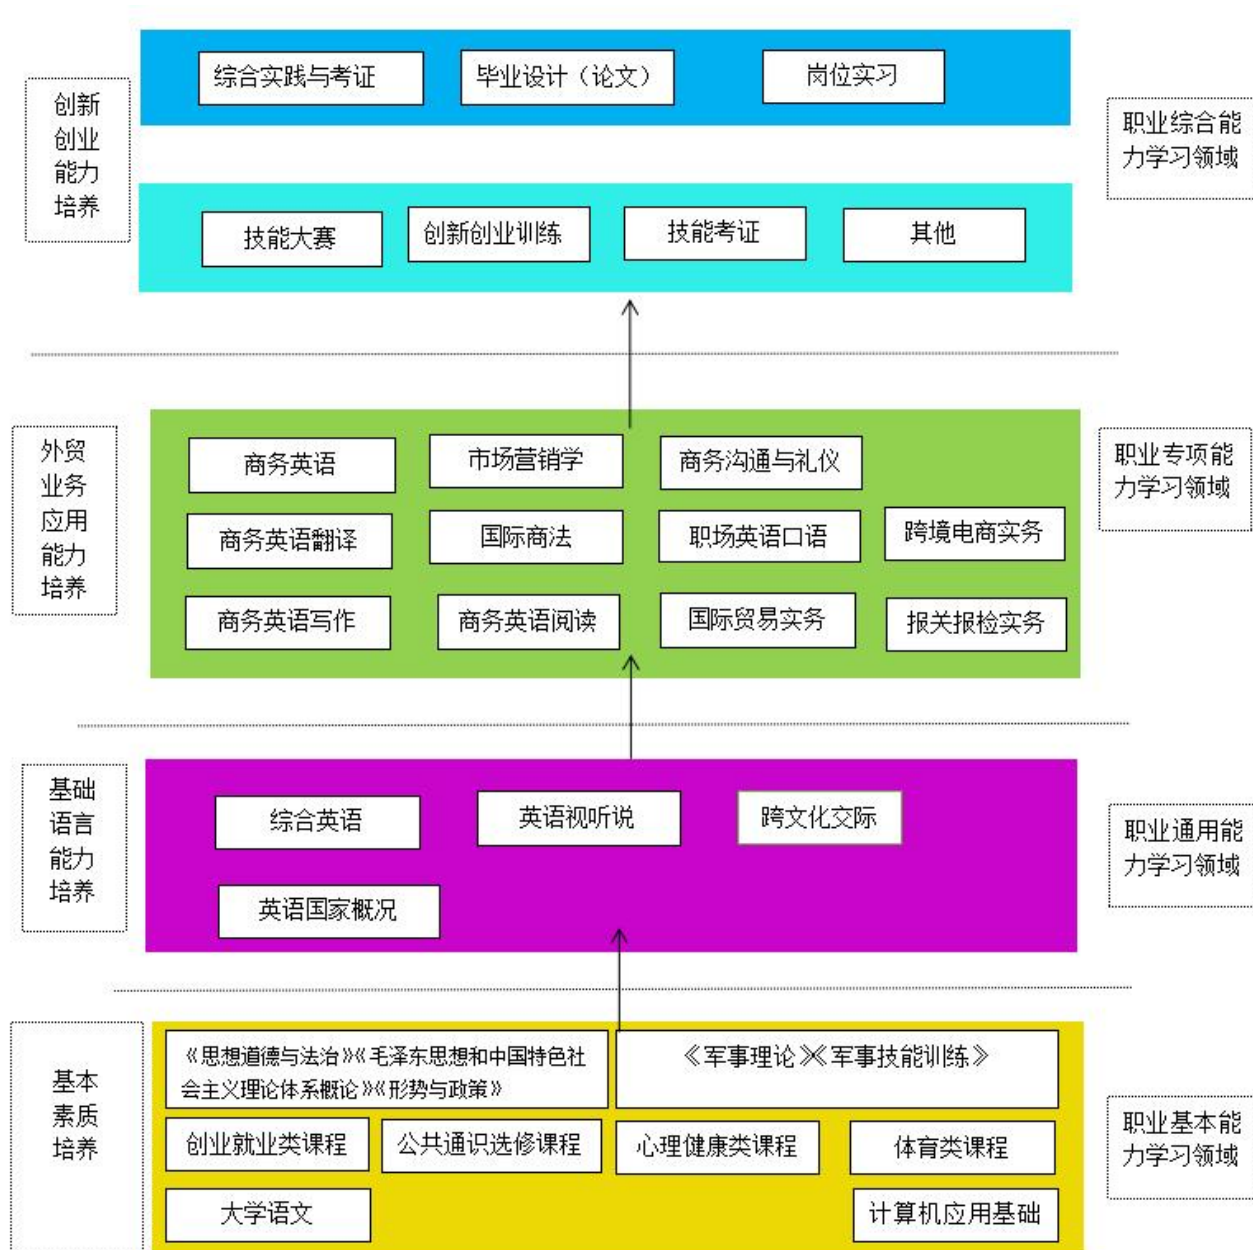 综合实践与考证
毕业设计（论文）
岗位实习
创新
创业
能力
培养
职业综合能
力学习领域
技能大赛
创新创业训练
技能考证
其他
外贸
业务
应用
能力
培养
商务英语
市场营销学
商务沟通与礼仪
职业专项能
力学习领域
商务英语翻译
国际商法
职场英语口语
跨境电商实务
商务英语写作
商务英语阅读
国际贸易实务
报关报检实务
基础
语言
能力
培养
综合英语
英语视听说
跨文化交际
职业通用能
力学习领域
英语国家概况
基本
素质
培养
《思想道德与法治》《毛泽东思想和中国特色社
会主义理论体系概论》《形势与政策》
《军事理论》《军事技能训练》
创业就业类课程
公共通识选修课程
心理健康类课程
体育类课程
职业基本能
力学习领域
大学语文
计算机应用基础